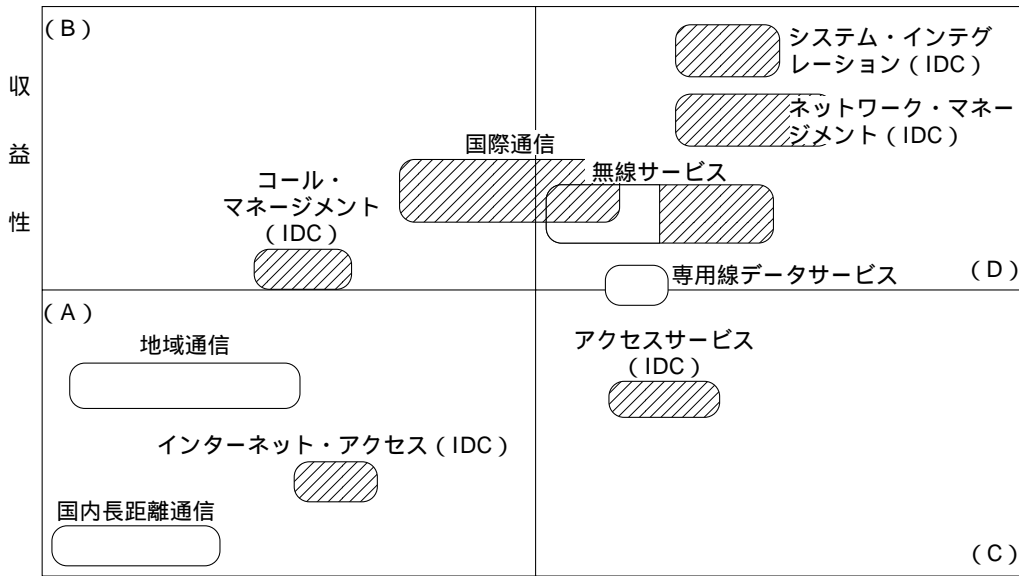 （B）
システム・インテグ
レーション（IDC）
収
益
性
ネットワーク・マネー
ジメント（IDC）
国際通信
無線サービス
コール・
マネージメント
（IDC）
専用線データサービス
（D）
（A）
地域通信
アクセスサービス
（IDC）
インターネット・アクセス（IDC）
国内長距離通信
（C）